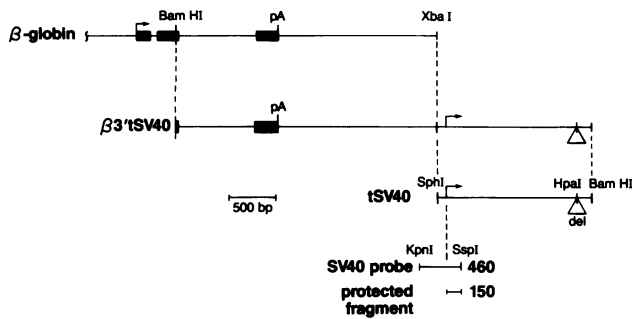 Bam HI
pA
Xba I
β-globin
pA
β3'tSV40
SphI
HpaI Bam HI
500 bp
tSV40
del
KpnI SspI
SV40 probe 460
protected 150
fragment